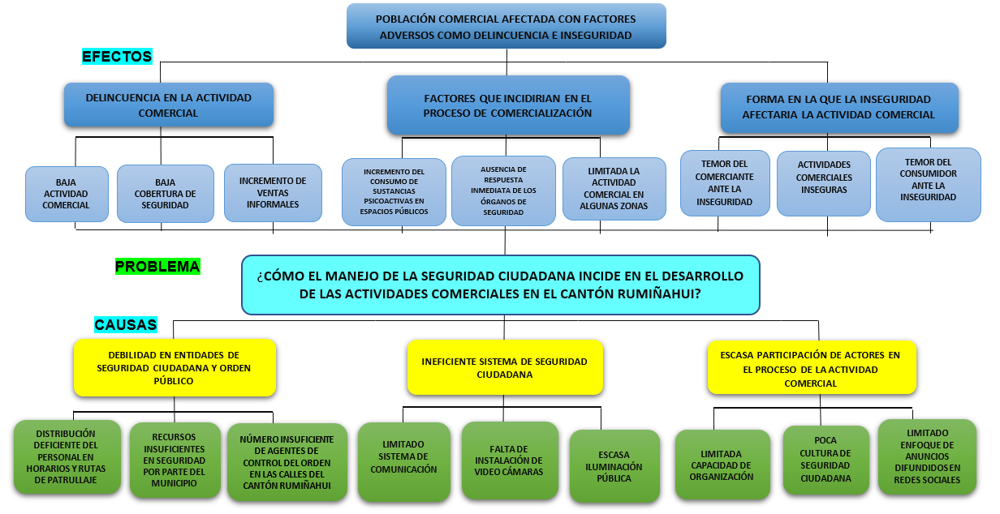 POBLACIÓN COMERCIAL AFECTADA CON FACTORES
ADVERSOS COMO DELINCUENCIA E INSEGURIDAD
EFECTOS
DELINCUENCIA EN LA ACTIVIDAD
COMERCIAL
FACTORES QUE INCIDIRIAN EN EL
PROCESO DE COMERCIALIZACIÓN
FORMA EN LA QUE LA INSEGURIDAD
AFECTARIA LA ACTIVIDAD COMERCIAL
BAJA
ACTIVIDAD
COMERCIAL
BAJA
COBERTURA DE
SEGURIDAD
INCREMENTO DE
VENTAS
INFORMALES
INCREMENTO DEL
CONSUMO DE
SUSTANCIAS
PSICOACTIVAS EN
ESPACIOS PÚBLICOS
AUSENCIA DE
RESPUESTA
INMEDIATA DE LOS
ÓRGANOS DE
SEGURIDAD
LIMITADA LA
ACTIVIDAD
COMERCIAL EN
ALGUNAS ZONAS
TEMOR DEL
COMERCIANTE
ANTE LA
INSEGURIDAD
ACTIVIDADES
COMERCIALES
INSEGURAS
TEMOR DEL
CONSUMIDOR
ANTE LA
INSEGURIDAD
PROBLEMA
¿CÓMO EL MANEJO DE LA SEGURIDAD CIUDADANA INCIDE EN EL DESARROLLO
DE LAS ACTIVIDADES COMERCIALES EN EL CANTÓN RUMIÑAHUI?
CAUSAS
DEBILIDAD EN ENTIDADES DE
SEGURIDAD CIUDADANA Y ORDEN
PÚBLICO
INEFICIENTE SISTEMA DE SEGURIDAD
CIUDADANA
ESCASA PARTICIPACIÓN DE ACTORES EN
EL PROCESO DE LA ACTIVIDAD
COMERCIAL
DISTRIBUCIÓN
DEFICIENTE DEL
PERSONAL EN
HORARIOS Y RUTAS
DE PATRULLAJE
RECURSOS
INSUFICIENTES
EN SEGURIDAD
POR PARTE DEL
MUNICIPIO
NÚMERO INSUFICIENTE
DE AGENTES DE
CONTROL DEL ORDEN
EN LAS CALLES DEL
CANTÓN RUMIÑAHUI
LIMITADO
SISTEMA DE
COMUNICACIÓN
FALTA DE
INSTALACIÓN DE
VIDEO CÁMARAS
ESCASA
ILUMINACIÓN
PÚBLICA
LIMITADA
CAPACIDAD DE
ORGANIZACIÓN
POCA
CULTURA DE
SEGURIDAD
CIUDADANA
LIMITADO
ENFOQUE DE
ANUNCIOS
DIFUNDIDOS EN
REDES SOCIALES